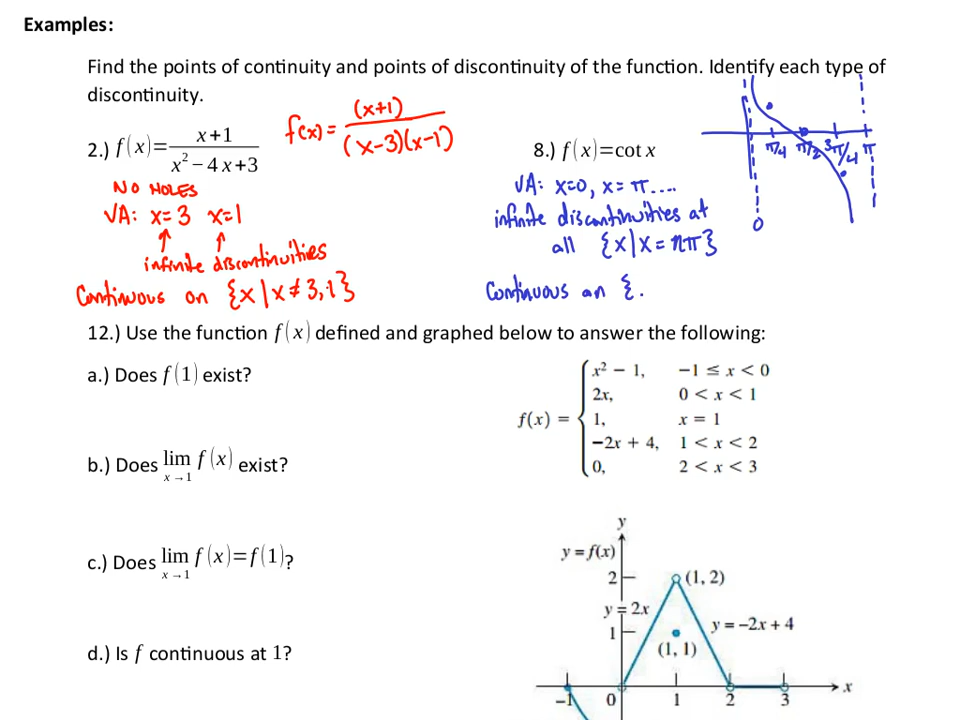 Examples:
Find the points of continuity and points of discontinuity of the function. Identify each type of
discontinuity.
2.) f(x)=(x+1)/(x²−4x+3)
f(x) = (x+1)/((x-3)(x-1))
NO HOLES
VA: x=3 x=1
infinite discontinuities
Continuous on {x|x≠3,1}
8.) f(x)=cot x
VA: x=0, x=π....
infinite discontinuities at
all {x|x=nπ}
Continuous on {.
π/4 π/2 3π/4 π
0
12.) Use the function f(x) defined and graphed below to answer the following:
a.) Does f(1) exist?
b.) Does lim x→1 f(x) exist?
c.) Does lim x→1 f(x)=f(1)?
d.) Is f continuous at 1?
f(x) =
x² − 1, −1 ≤ x < 0
2x, 0 < x < 1
1, x = 1
−2x + 4, 1 < x < 2
0, 2 < x < 3
y
y = f(x)
2
(1, 2)
y = 2x
y = −2x + 4
1
(1, 1)
−1 0 1 2 3 x